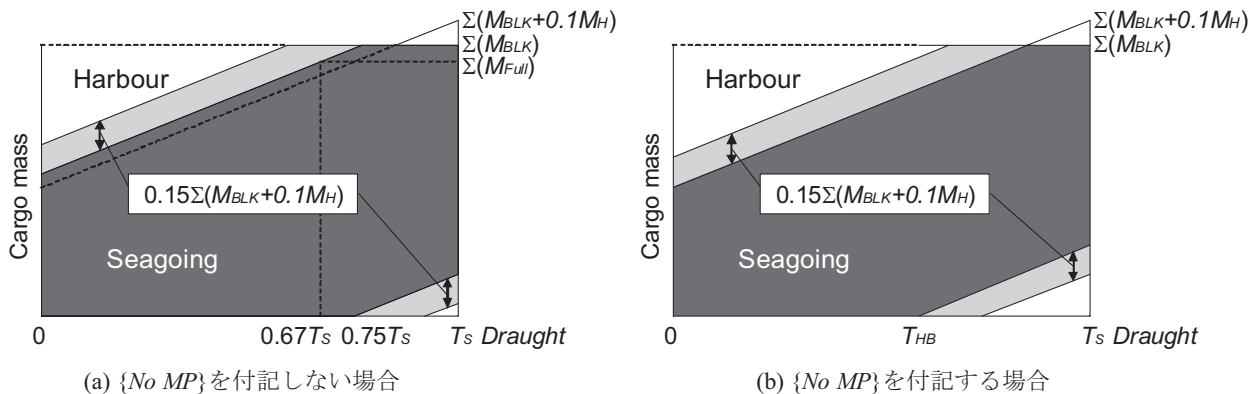 Σ(MBLK+0.1MH)
Σ(MBLK)
Σ(MFull)
Harbour
Cargo mass
0.15Σ(MBLK+0.1MH)
Seagoing
0 0.67TS 0.75TS TS Draught
(a) {No MP}を付記しない場合
Σ(MBLK+0.1MH)
Σ(MBLK)
Harbour
Cargo mass
0.15Σ(MBLK+0.1MH)
Seagoing
0 THB TS Draught
(b) {No MP}を付記する場合